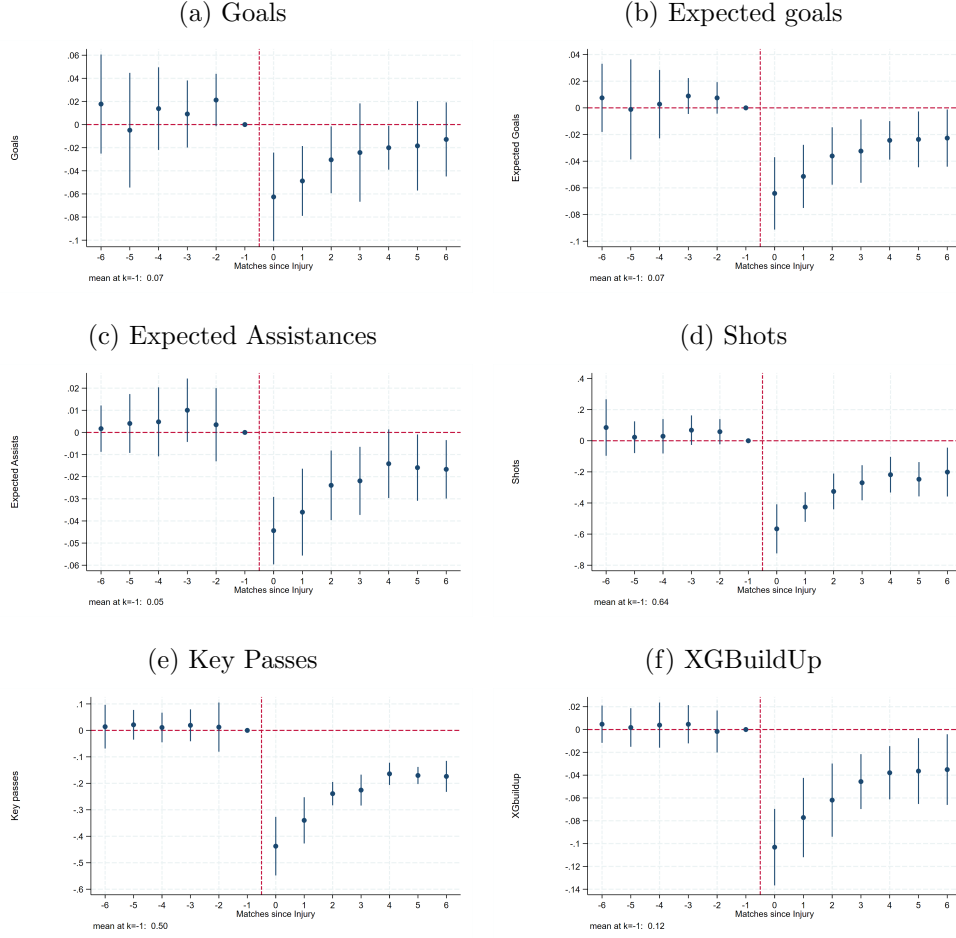 (a) Goals
.06
.04
.02
0
-.02
-.04
-.06
-.08
-.1
Goals
-6 -5 -4 -3 -2 -1 0 1 2 3 4 5 6
Matches since Injury
mean at k=-1: 0.07
(b) Expected goals
.04
.02
0
-.02
-.04
-.06
-.08
-.1
Expected Goals
-6 -5 -4 -3 -2 -1 0 1 2 3 4 5 6
Matches since Injury
mean at k=-1: 0.07
(c) Expected Assistances
.02
.01
0
-.01
-.02
-.03
-.04
-.05
-.06
Expected Assists
-6 -5 -4 -3 -2 -1 0 1 2 3 4 5 6
Matches since Injury
mean at k=-1: 0.05
(d) Shots
.4
.2
0
-.2
-.4
-.6
-.8
Shots
-6 -5 -4 -3 -2 -1 0 1 2 3 4 5 6
Matches since Injury
mean at k=-1: 0.64
(e) Key Passes
.1
0
-.1
-.2
-.3
-.4
-.5
-.6
Key passes
-6 -5 -4 -3 -2 -1 0 1 2 3 4 5 6
Matches since Injury
mean at k=-1: 0.50
(f) XGBuildUp
.02
0
-.02
-.04
-.06
-.08
-.1
-.12
-.14
XGbuildup
-6 -5 -4 -3 -2 -1 0 1 2 3 4 5 6
Matches since Injury
mean at k=-1: 0.12